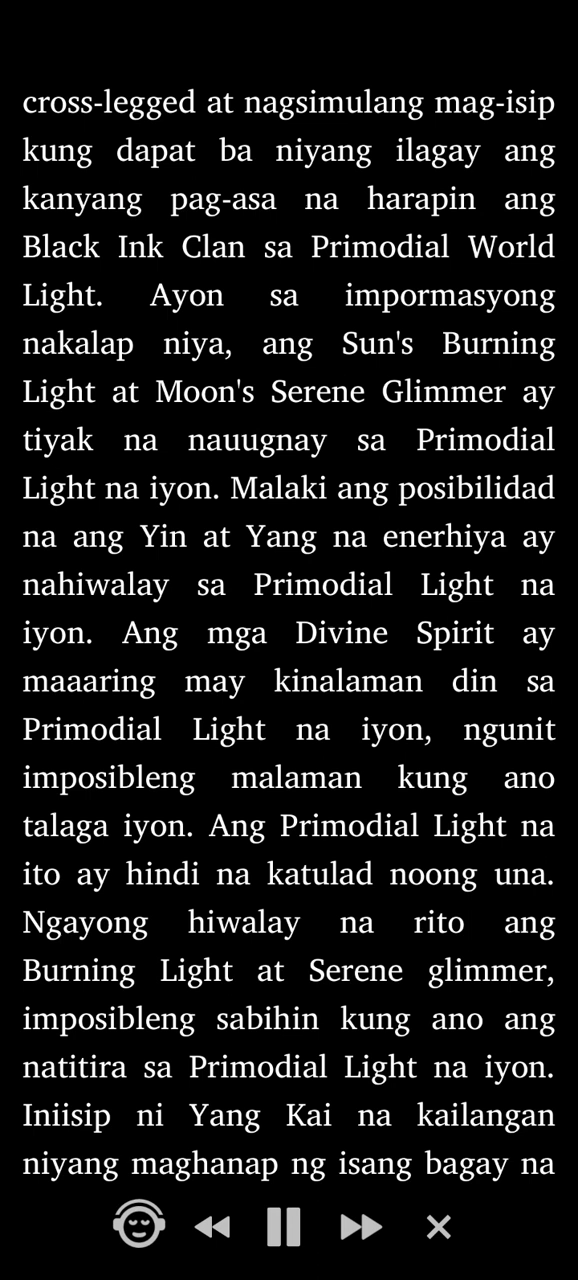 cross-legged at nagsimulang mag-isip
kung dapat ba niyang ilagay ang
kanyang pag-asa na harapin ang
Black Ink Clan sa Primodial World
Light. Ayon sa impormasyong
nakalap niya, ang Sun's Burning
Light at Moon's Serene Glimmer ay
tiyak na nauugnay sa Primodial
Light na iyon. Malaki ang posibilidad
na ang Yin at Yang na enerhiya ay
nahiwalay sa Primodial Light na
iyon. Ang mga Divine Spirit ay
maaaring may kinalaman din sa
Primodial Light na iyon, ngunit
imposibleng malaman kung ano
talaga iyon. Ang Primodial Light na
ito ay hindi na katulad noong una.
Ngayong hiwalay na rito ang
Burning Light at Serene glimmer,
imposibleng sabihin kung ano ang
natitira sa Primodial Light na iyon.
Iniisip ni Yang Kai na kailangan
niyang maghanap ng isang bagay na